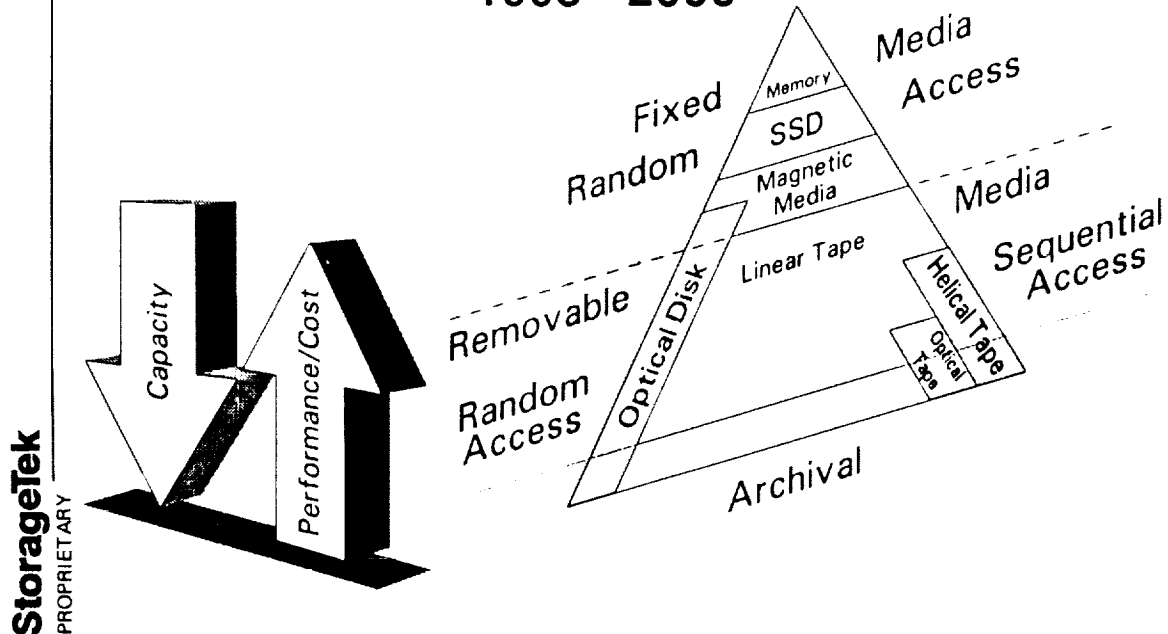 Media
Access
Memory
Fixed
SSD
Random
Magnetic
Media
Media
Sequential
Access
Linear Tape
Helical Tape
Optical
Tape
Removable
Optical Disk
Random
Access
Archival
Capacity
Performance/Cost
StorageTek
PROPRIETARY